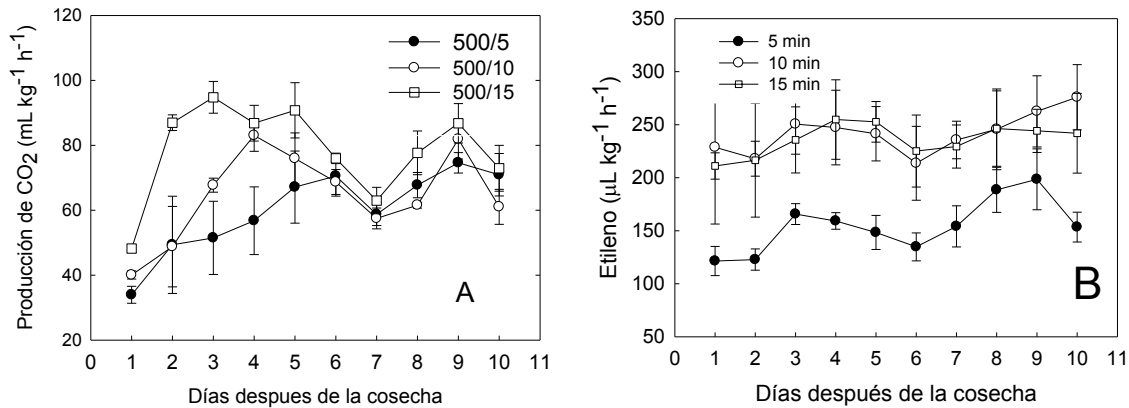 120
100
80
60
40
20
0 1 2 3 4 5 6 7 8 9 10 11
Producción de CO₂ (mL kg⁻¹ h⁻¹)
Días despues de la cosecha
500/5
500/10
500/15
A
350
300
250
200
150
100
50
0 1 2 3 4 5 6 7 8 9 10 11
Etileno (µL kg⁻¹ h⁻¹)
Días después de la cosecha
5 min
10 min
15 min
B